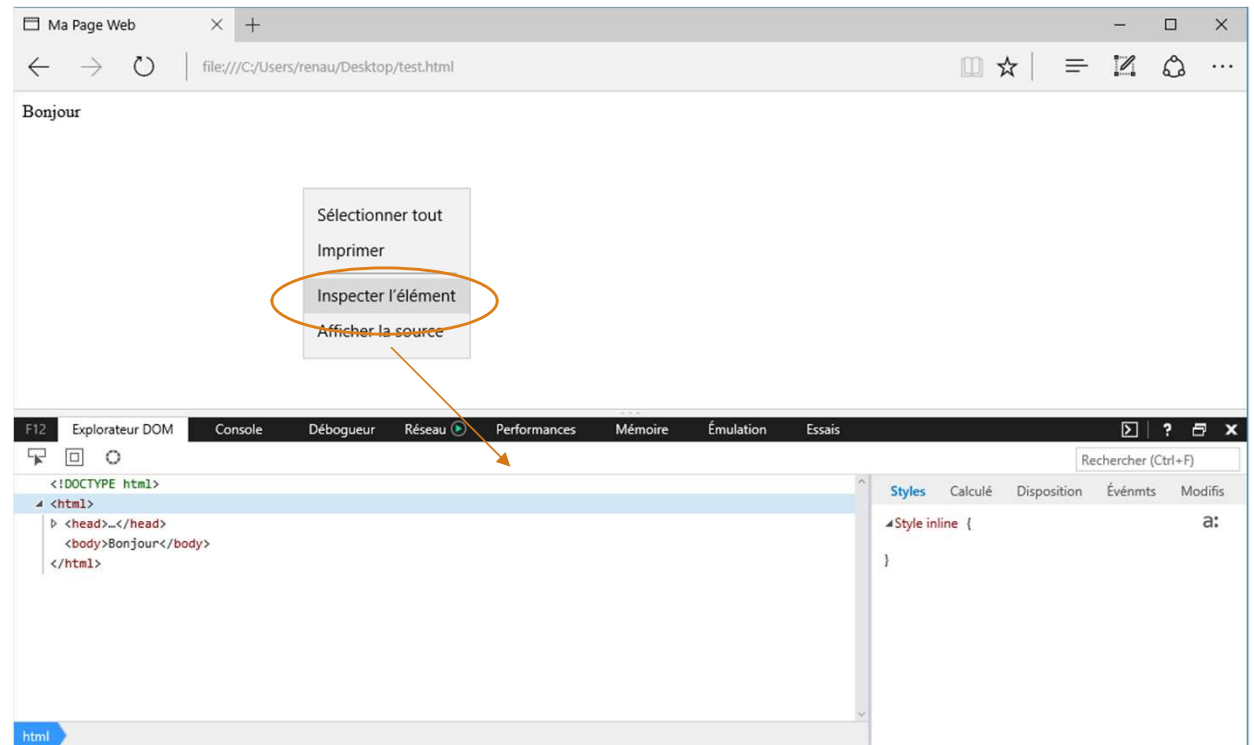 Ma Page Web
file:///C:/Users/renau/Desktop/test.html
Bonjour
Sélectionner tout
Imprimer
Inspecter l'élément
Afficher la source
F12 Explorateur DOM Console Débogueur Réseau Performances Mémoire Émulation Essais ?
Rechercher (Ctrl+F)
<!DOCTYPE html>
<html>
<head>…</head>
<body>Bonjour</body>
</html>
Styles Calculé Disposition Événmts Modifis
Style inline { a:
}
html